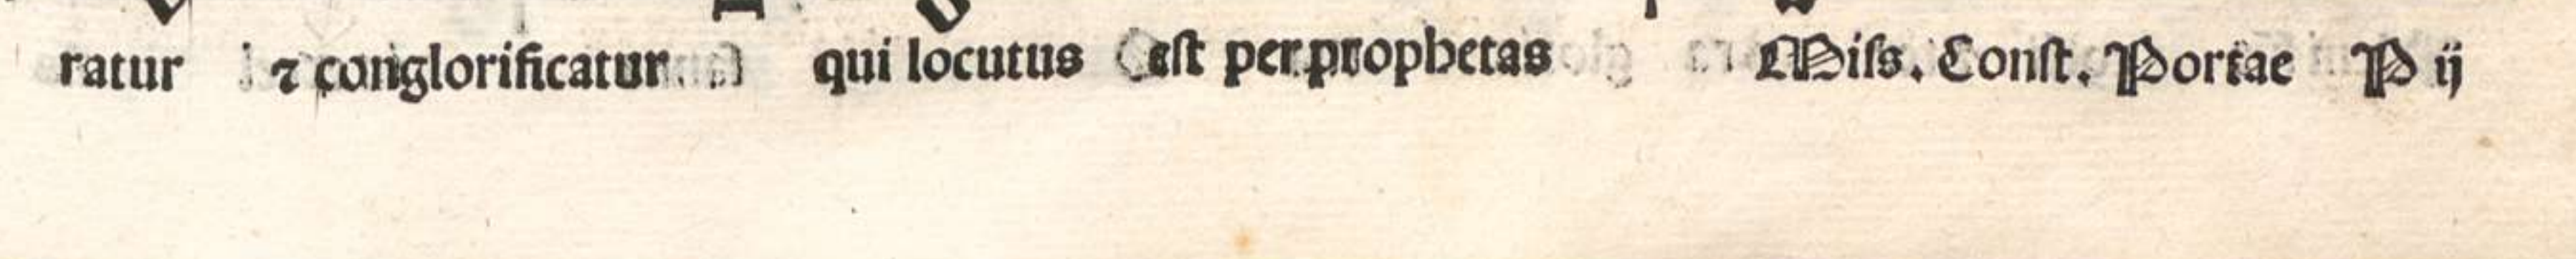 ratur ⁊ conglorificatur. qui locutus est per prophetas Miſs. Conſt. Portae P ij